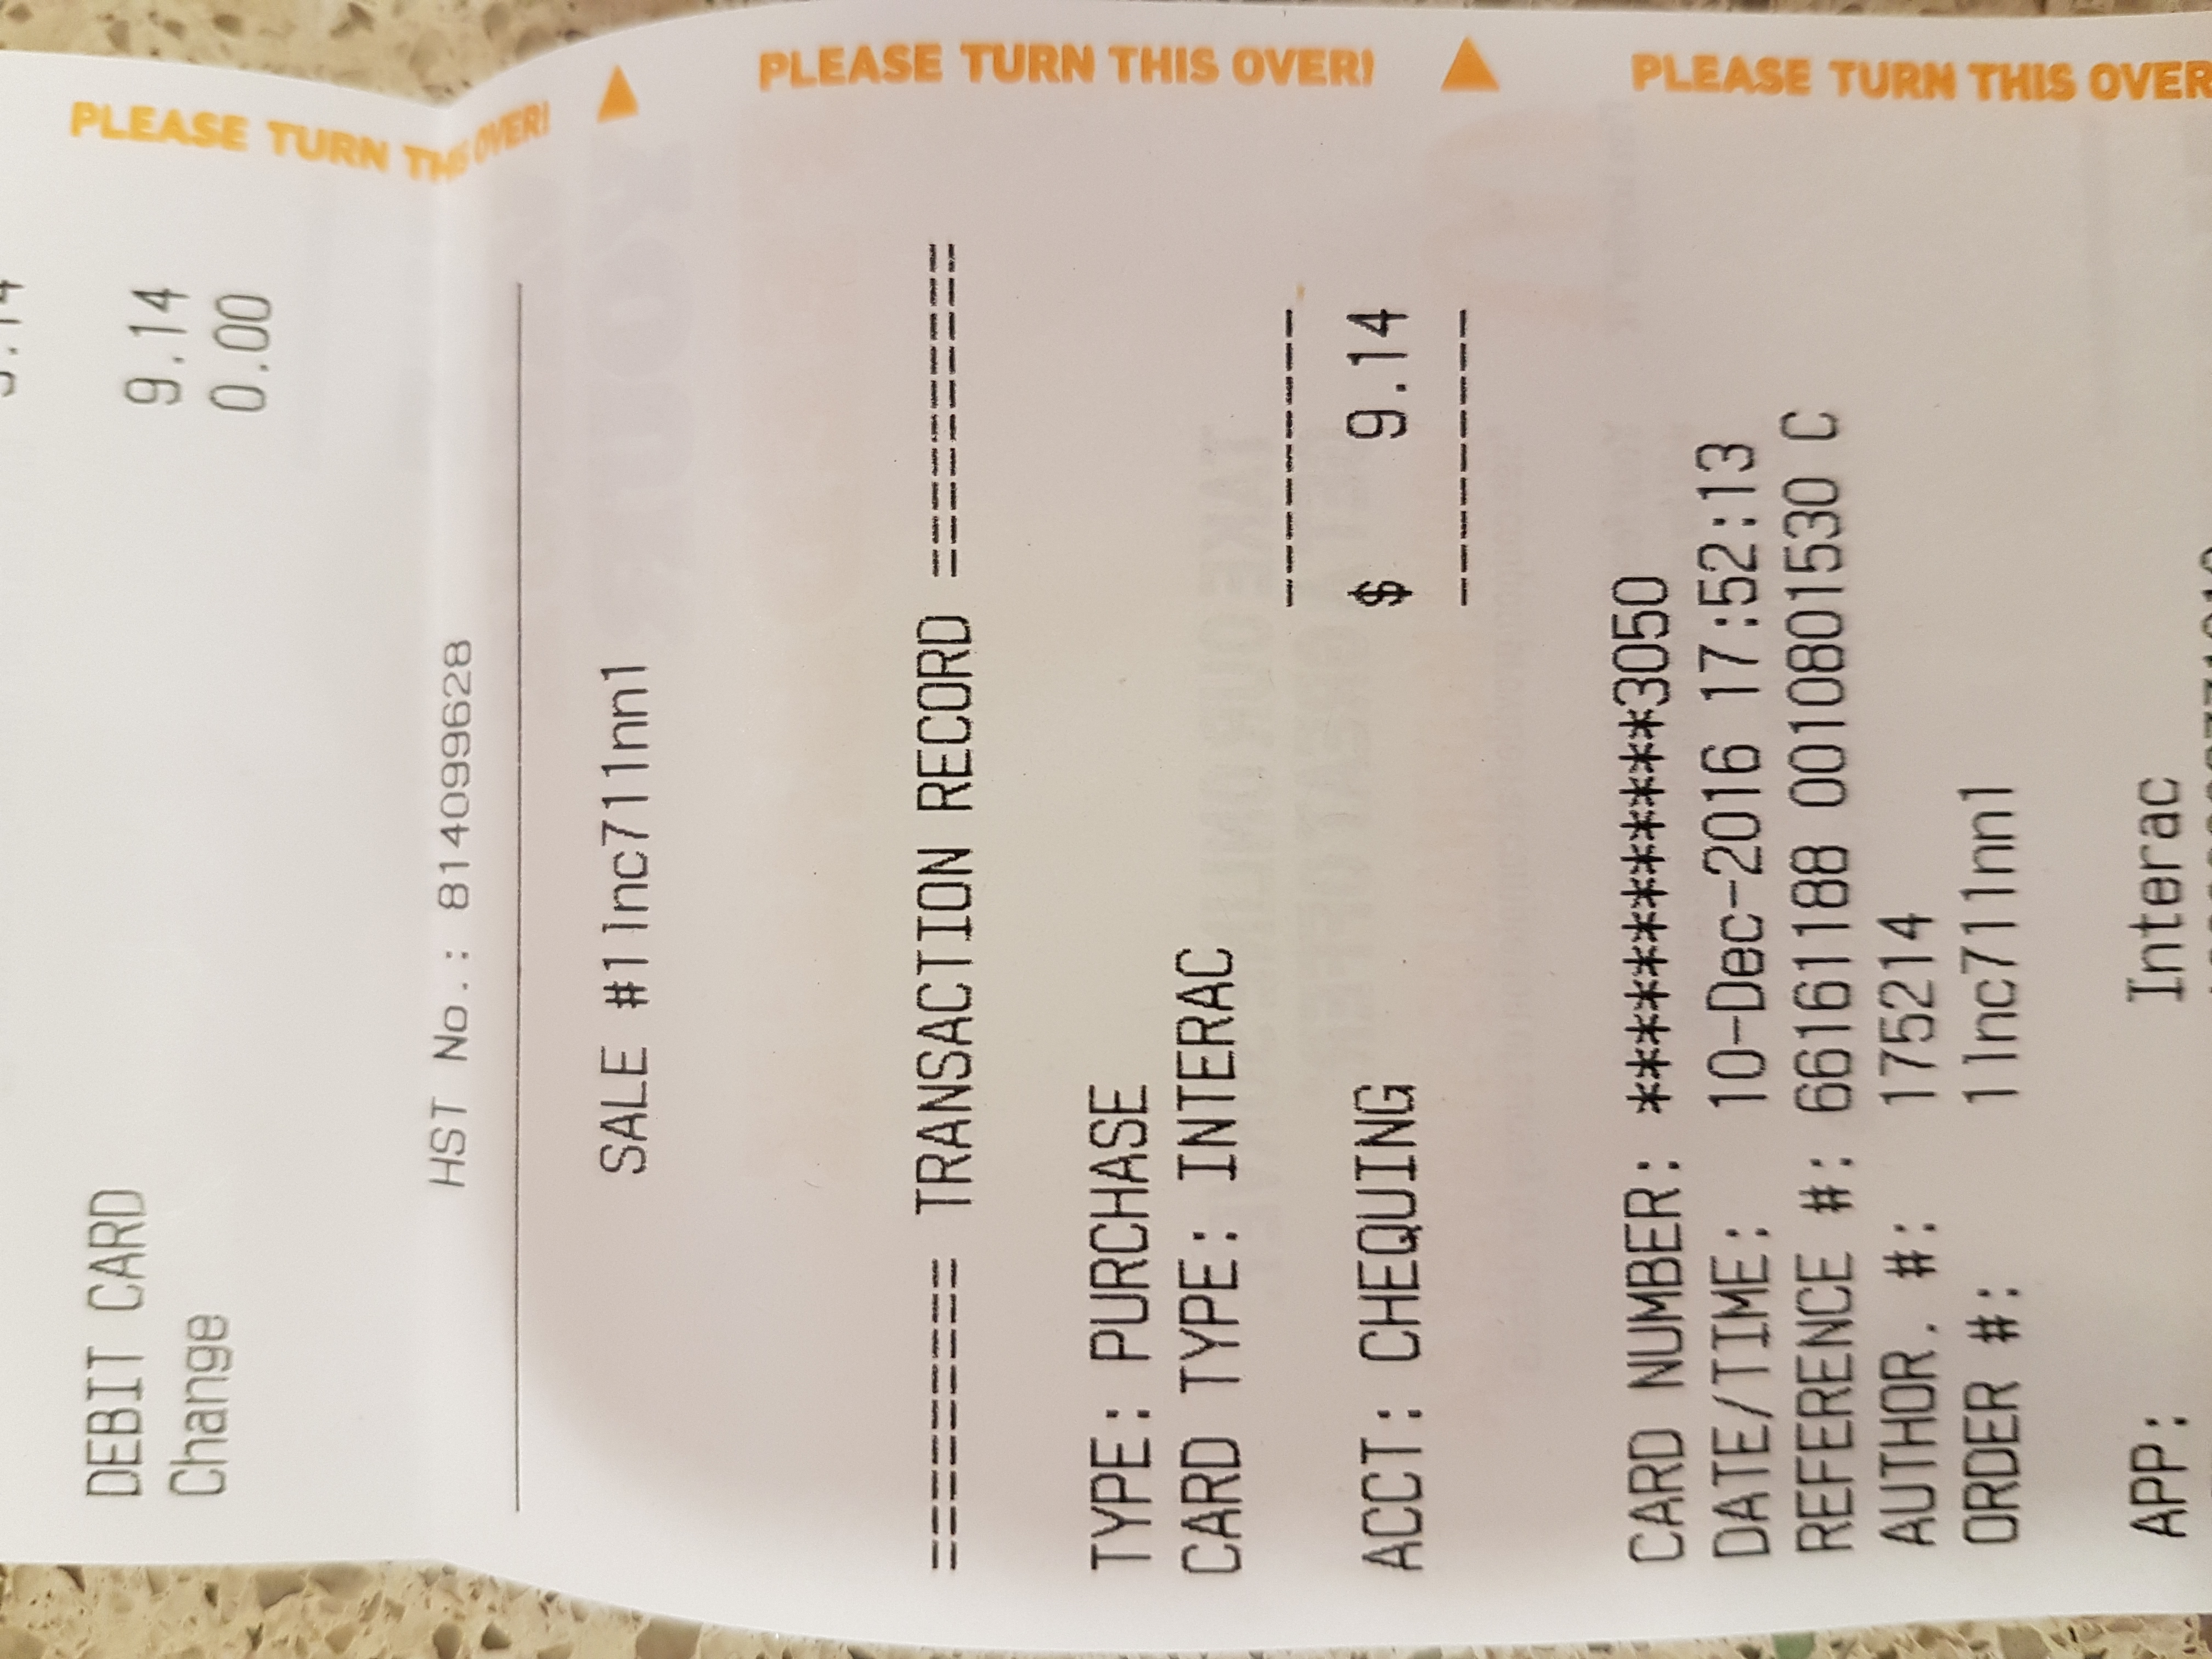 DEBIT CARD 9.14
Change 0.00
HST No.: 814099628
SALE #11nc711nn1
========= TRANSACTION RECORD =========
TYPE: PURCHASE
CARD TYPE: INTERAC
----------
ACCT: CHEQUING $ 9.14
----------
CARD NUMBER: ************3050
DATE/TIME: 10-Dec-2016 17:52:13
REFERENCE #: 66161188 0010801530 C
AUTHOR. #: 175214
ORDER #: 11nc711nn1
APP: Interac
PLEASE TURN THIS OVER!
PLEASE TURN THIS OVER!
PLEASE TURN THIS OVER